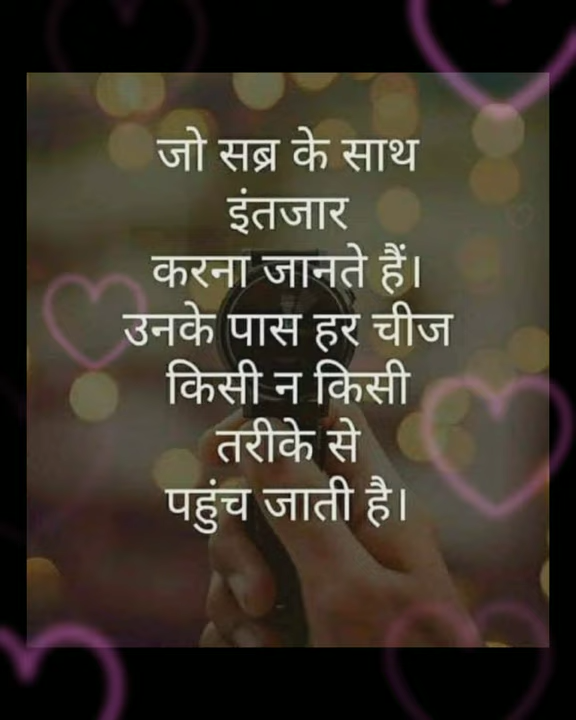 जो सब्र के साथ
इंतजार
करना जानते हैं।
उनके पास हर चीज
किसी न किसी
तरीके से
पहुंच जाती है।